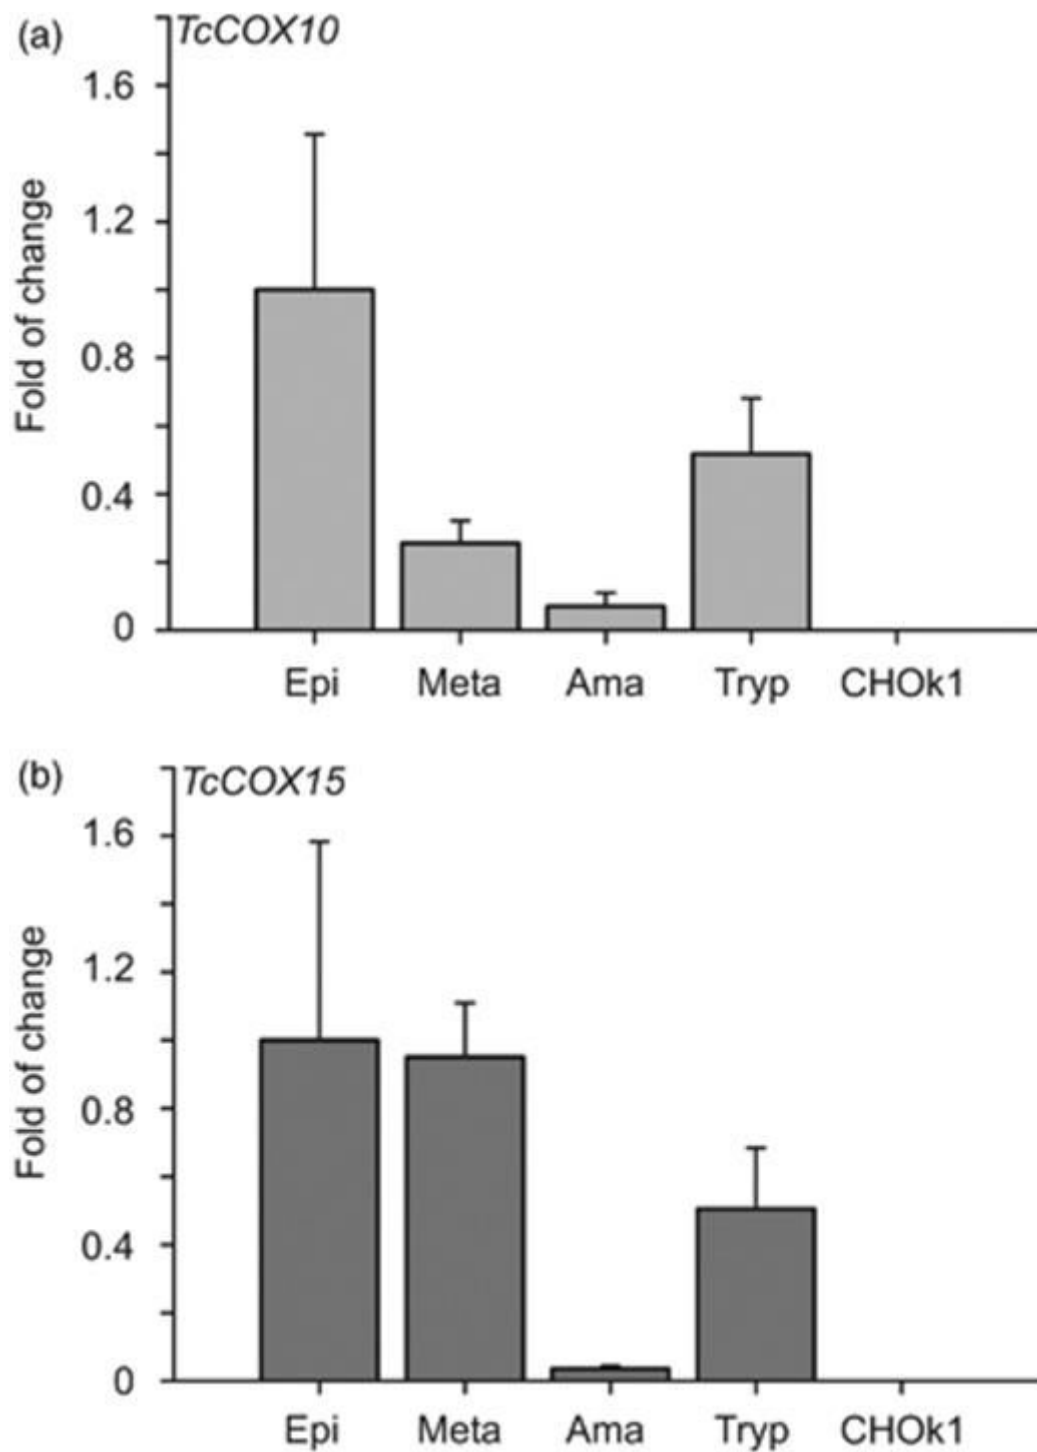 (a) TcCOX10
1.6
1.2
0.8
0.4
0
Fold of change
Epi Meta Ama Tryp CHOk1
(b) TcCOX15
1.6
1.2
0.8
0.4
0
Fold of change
Epi Meta Ama Tryp CHOk1